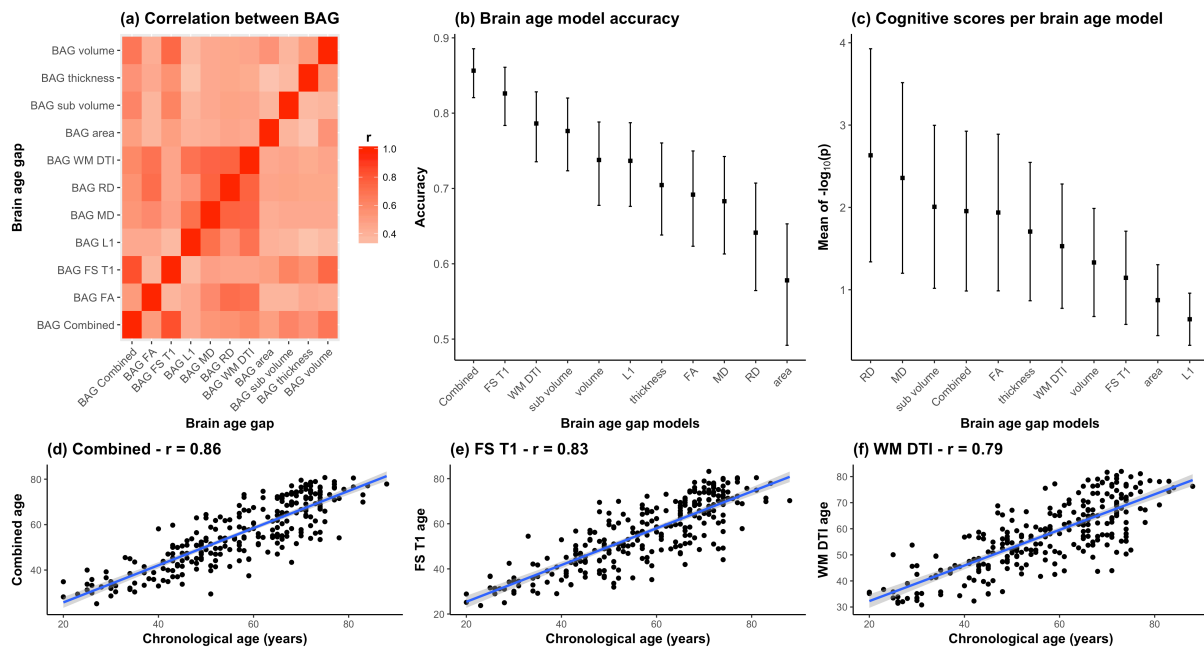 (a) Correlation between BAG
Brain age gap
BAG volume
BAG thickness
BAG sub volume
BAG area
BAG WM DTI
BAG RD
BAG MD
BAG L1
BAG FS T1
BAG FA
BAG Combined
BAG Combined
BAG FA
BAG FS T1
BAG L1
BAG MD
BAG RD
BAG WM DTI
BAG area
BAG sub volume
BAG thickness
BAG volume
Brain age gap
r
1.0
0.8
0.6
0.4
(b) Brain age model accuracy
Accuracy
0.9
0.8
0.7
0.6
0.5
Combined
FS T1
WM DTI
sub volume
volume
L1
thickness
FA
MD
RD
area
Brain age gap models
(c) Cognitive scores per brain age model
Mean of -log10(p)
4
3
2
1
RD
MD
sub volume
Combined
FA
thickness
WM DTI
volume
FS T1
area
L1
Brain age gap models
(d) Combined - r = 0.86
Combined age
80
60
40
20
40
60
80
Chronological age (years)
(e) FS T1 - r = 0.83
FS T1 age
80
60
40
20
20
40
60
80
Chronological age (years)
(f) WM DTI - r = 0.79
WM DTI age
80
70
60
50
40
30
20
40
60
80
Chronological age (years)